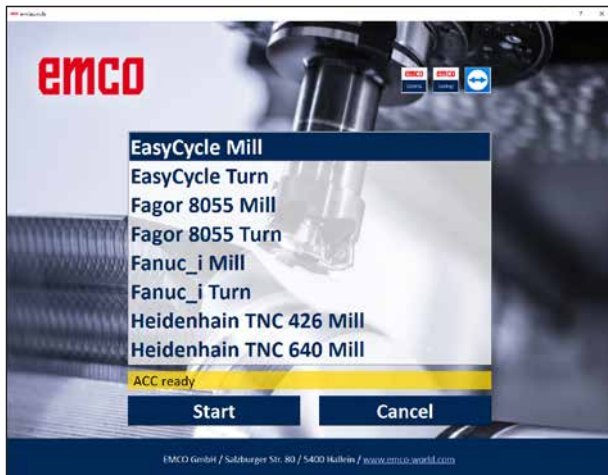 emco
emco emco
EasyCycle Mill
EasyCycle Turn
Fagor 8055 Mill
Fagor 8055 Turn
Fanuc_i Mill
Fanuc_i Turn
Heidenhain TNC 426 Mill
Heidenhain TNC 640 Mill
ACC ready
Start Cancel
EMCO GmbH / Salzburger Str. 80 / 5400 Hallein / www.emco-world.com